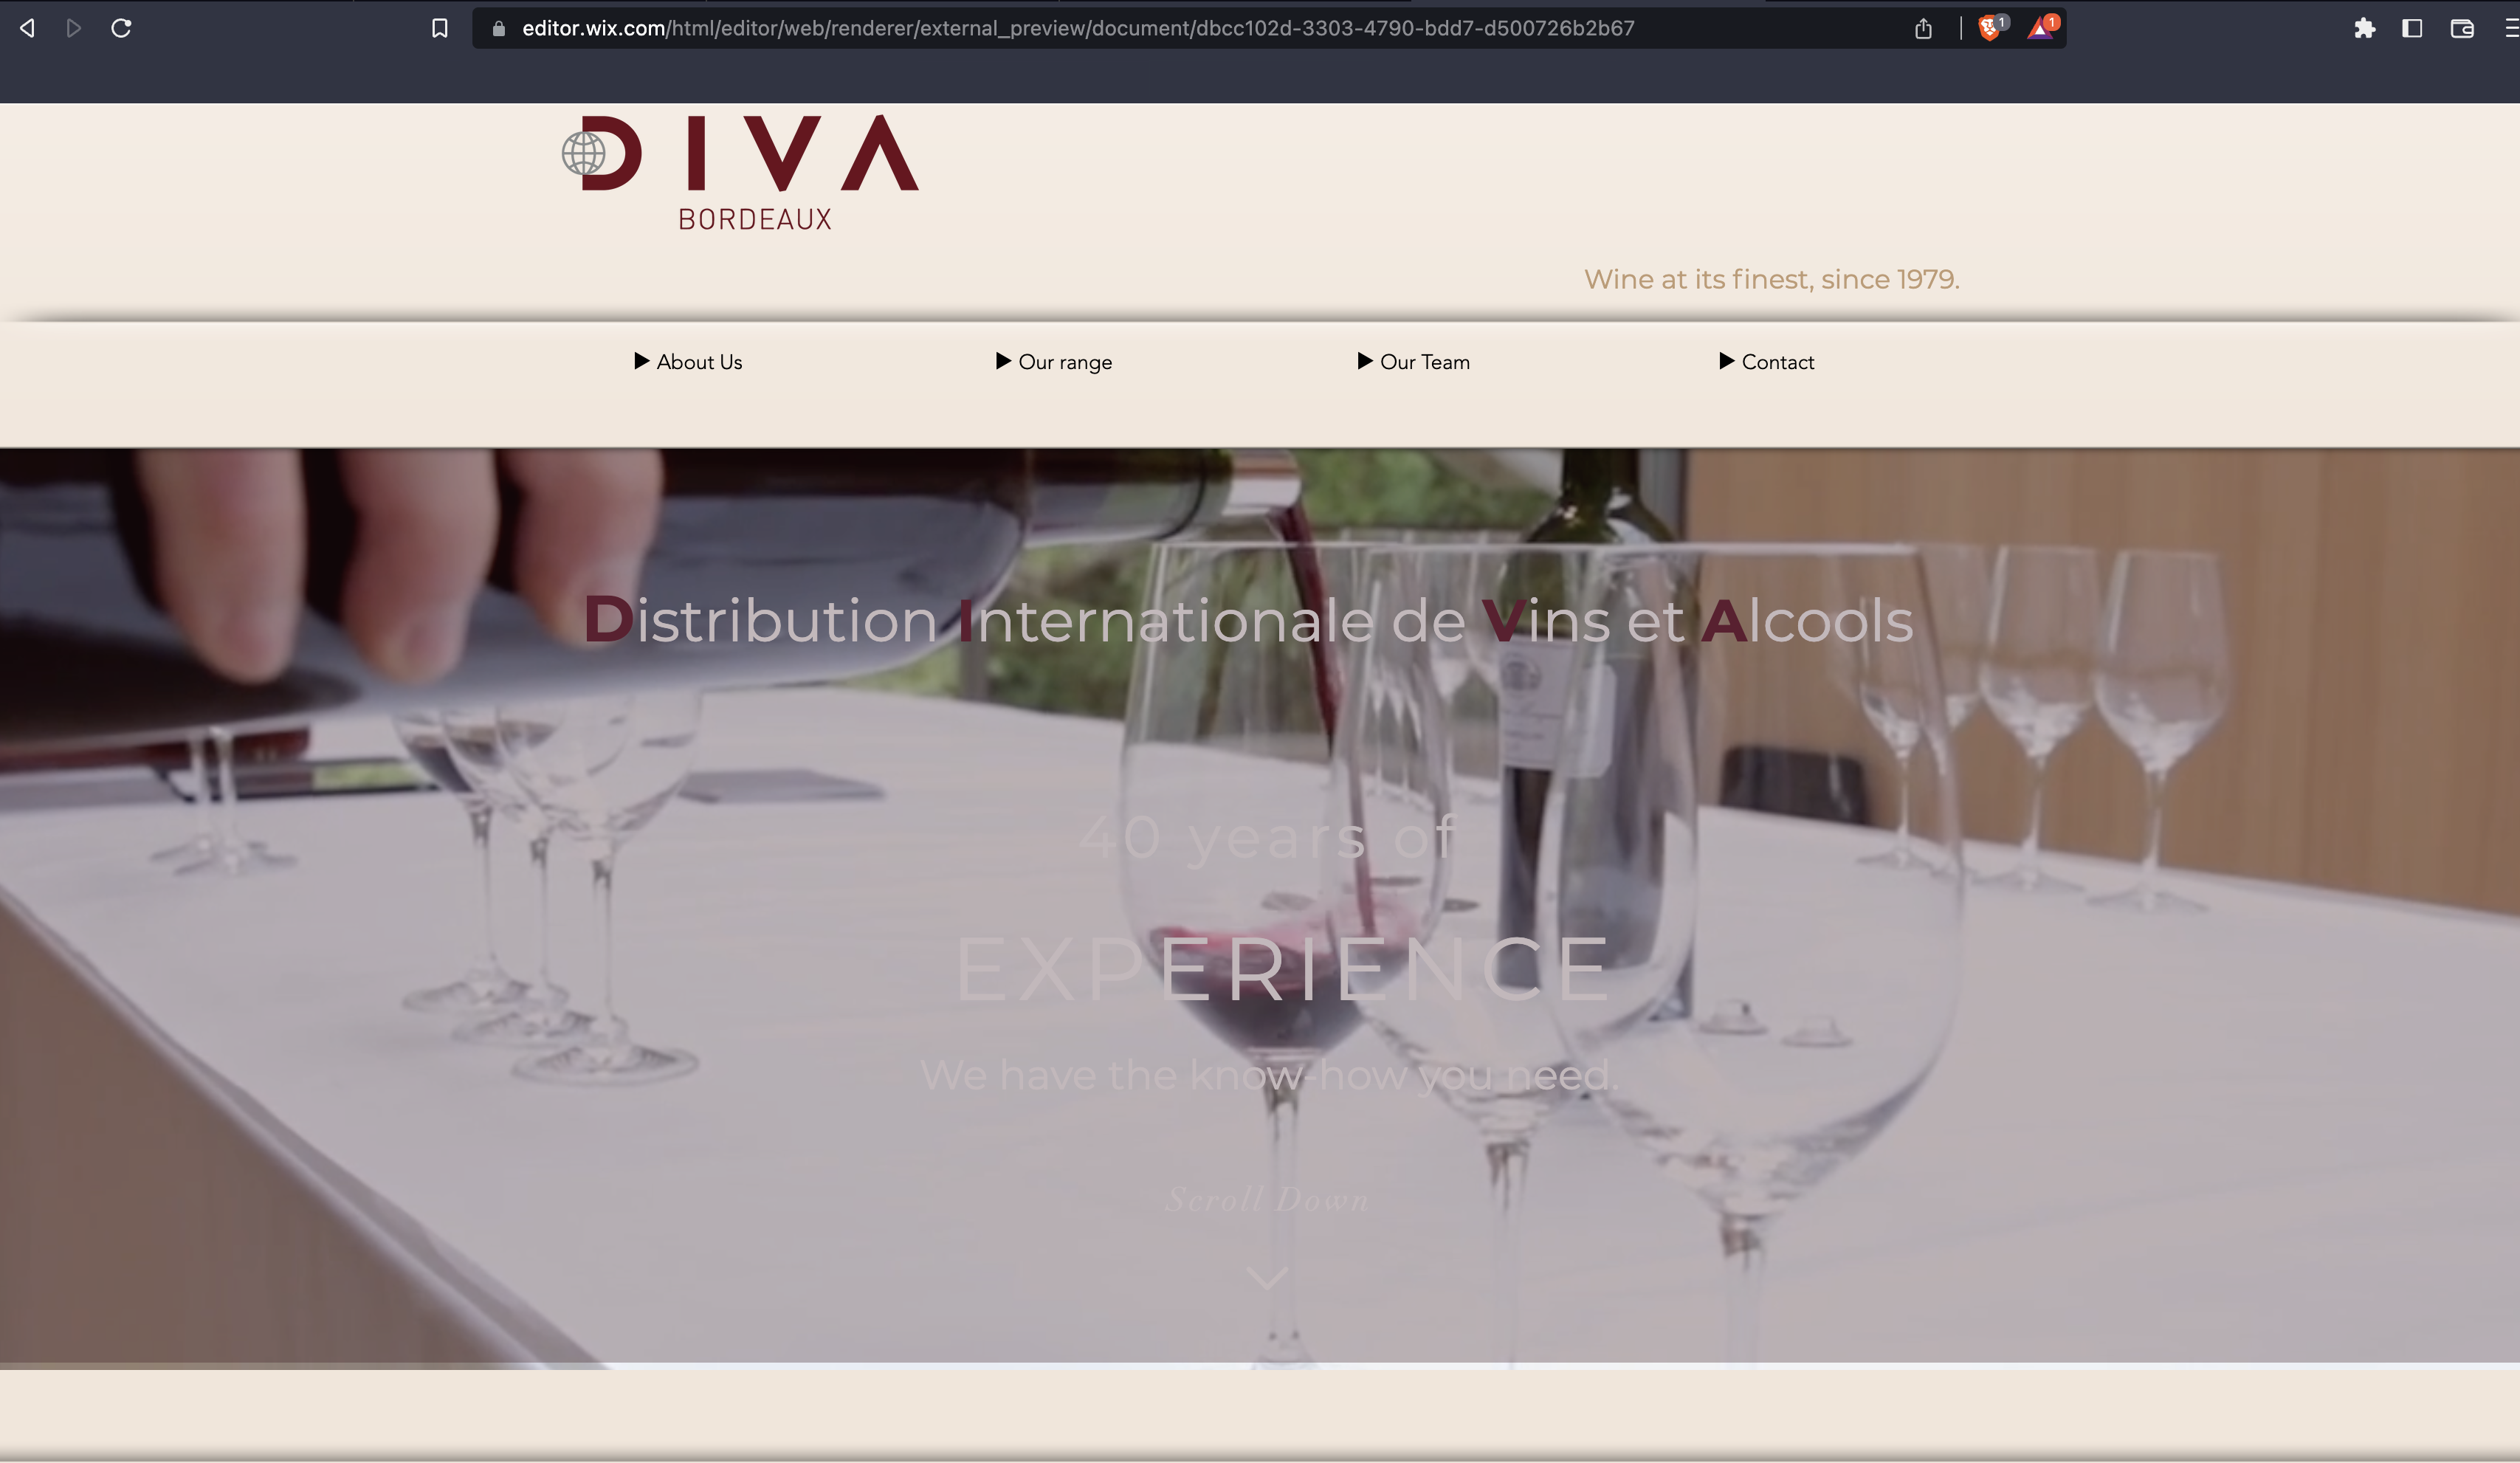 editor.wix.com/html/editor/web/renderer/external_preview/document/dbcc102d-3303-4790-bdd7-d500726b2b67
1
1
DIVA
BORDEAUX
Wine at its finest, since 1979.
About Us
Our range
Our Team
Contact
Distribution Internationale de Vins et Alcools
40 years of
EXPERIENCE
We have the know-how you need.
Scroll Down